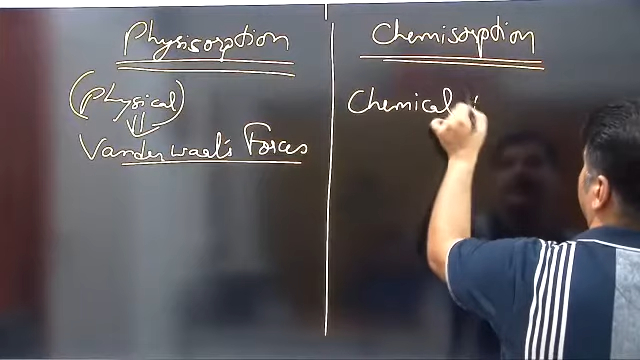 Physisorption
(Physical)
Vanderwaal's Forces
Chemisorption
Chemical